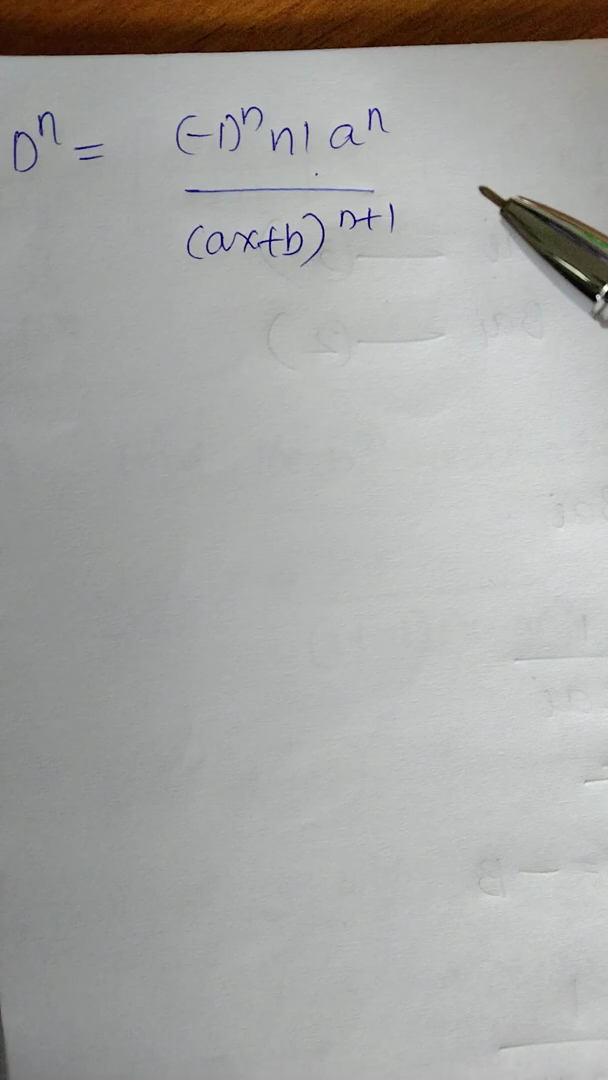 Dⁿ = (-1)ⁿ n! aⁿ
(ax+b)ⁿ⁺¹